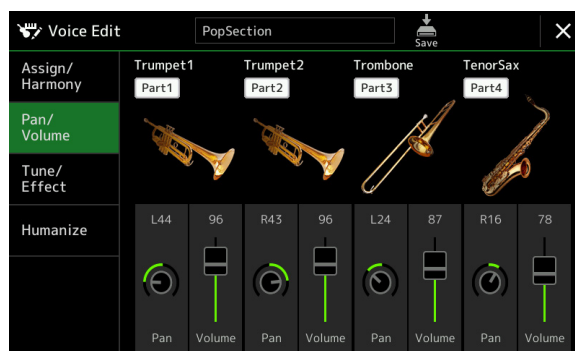 Voice Edit
PopSection
Save
Assign/
Harmony
Pan/
Volume
Tune/
Effect
Humanize
Trumpet1
Trumpet2
Trombone
TenorSax
Part1
Part2
Part3
Part4
L44
96
R43
96
L24
87
R16
78
Pan
Volume
Pan
Volume
Pan
Volume
Pan
Volume